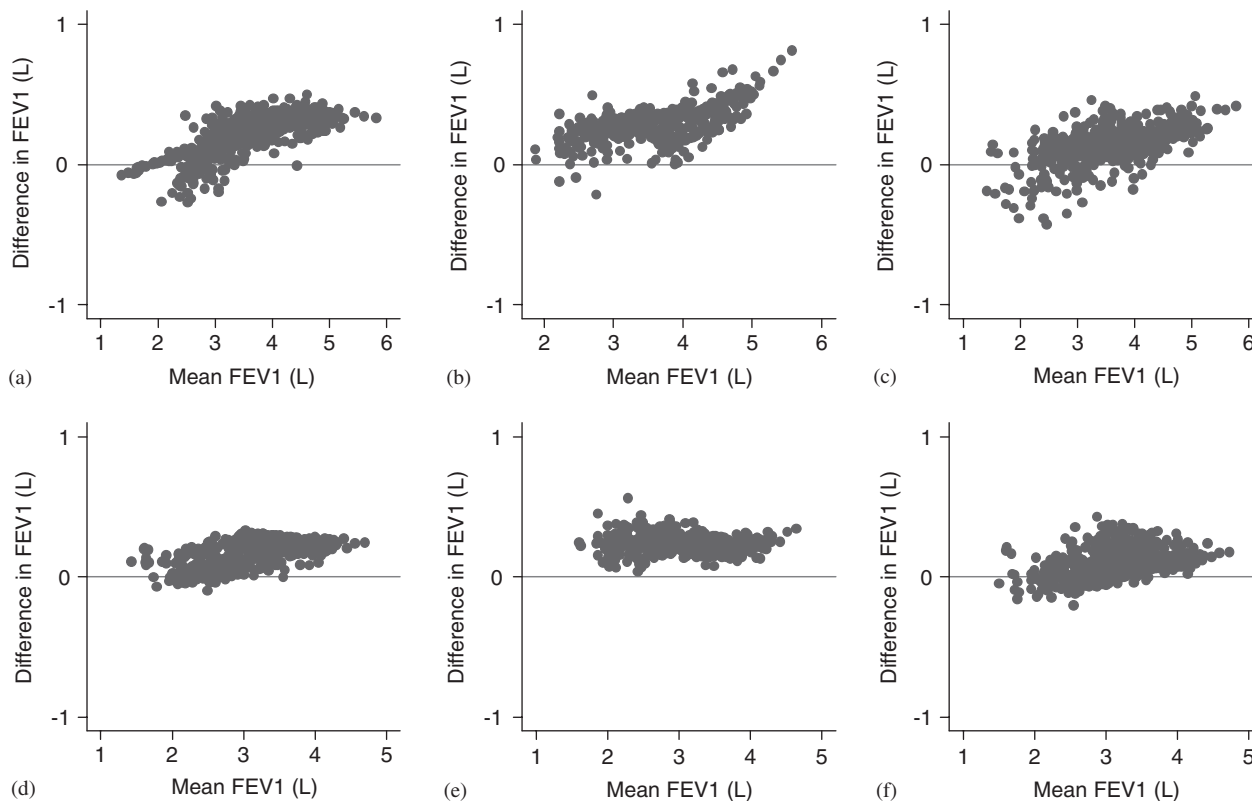 1
0
-1
Difference in FEV1 (L)
1 2 3 4 5 6
Mean FEV1 (L)
(a)
1
0
-1
Difference in FEV1 (L)
2 3 4 5 6
Mean FEV1 (L)
(b)
1
0
-1
Difference in FEV1 (L)
1 2 3 4 5 6
Mean FEV1 (L)
(c)
1
0
-1
Difference in FEV1 (L)
1 2 3 4 5
Mean FEV1 (L)
(d)
1
0
-1
Difference in FEV1 (L)
1 2 3 4 5
Mean FEV1 (L)
(e)
1
0
-1
Difference in FEV1 (L)
1 2 3 4 5
Mean FEV1 (L)
(f)